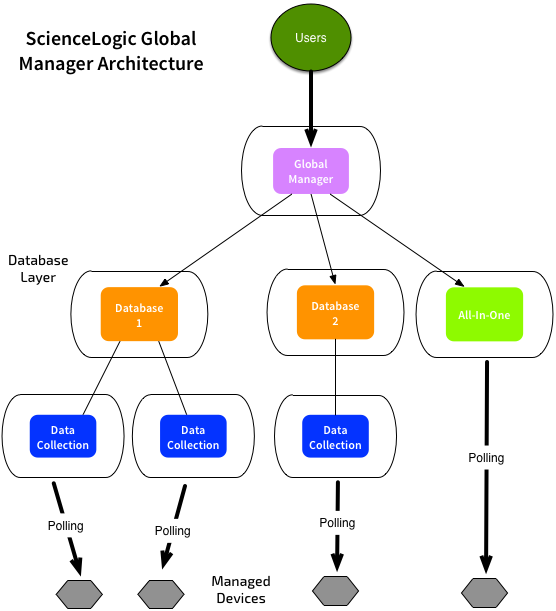 ScienceLogic Global
Manager Architecture
Users
Global
Manager
Database
Layer
Database
1
Database
2
All-In-One
Data
Collection
Data
Collection
Data
Collection
Polling
Polling
Polling
Polling
Managed
Devices